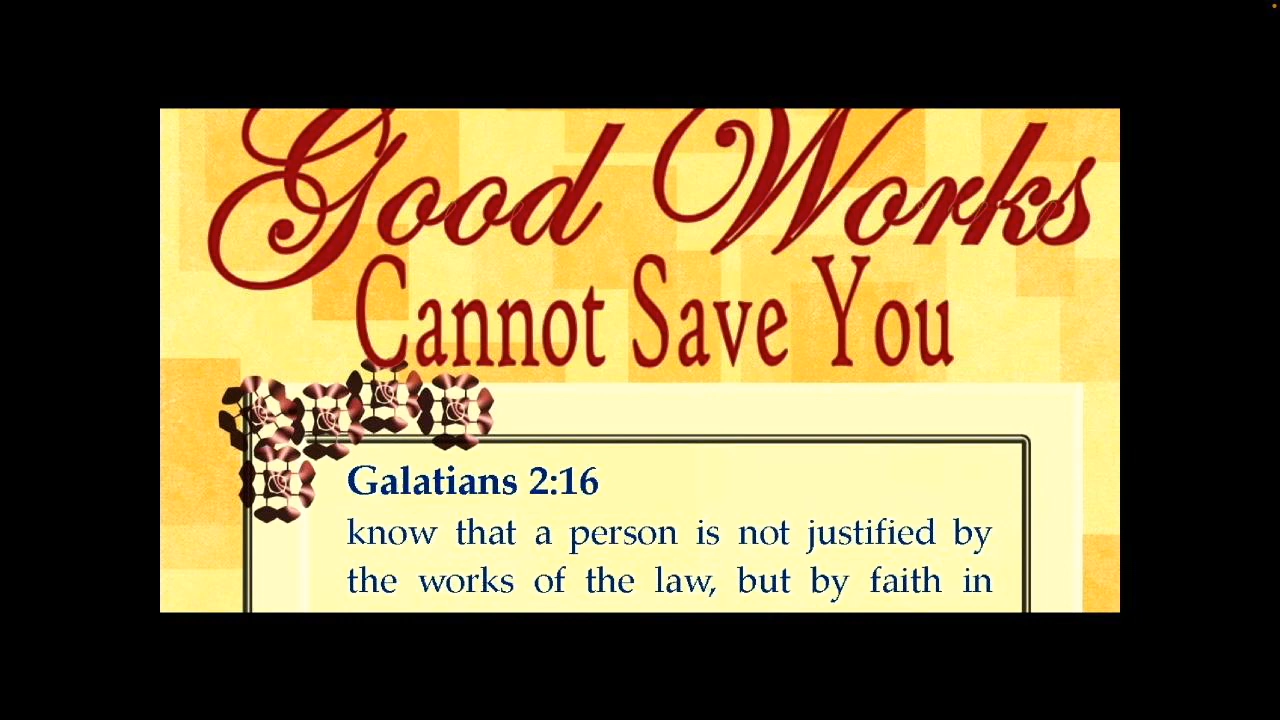 Good Works
Cannot Save You
Galatians 2:16
know that a person is not justified by
the works of the law, but by faith in